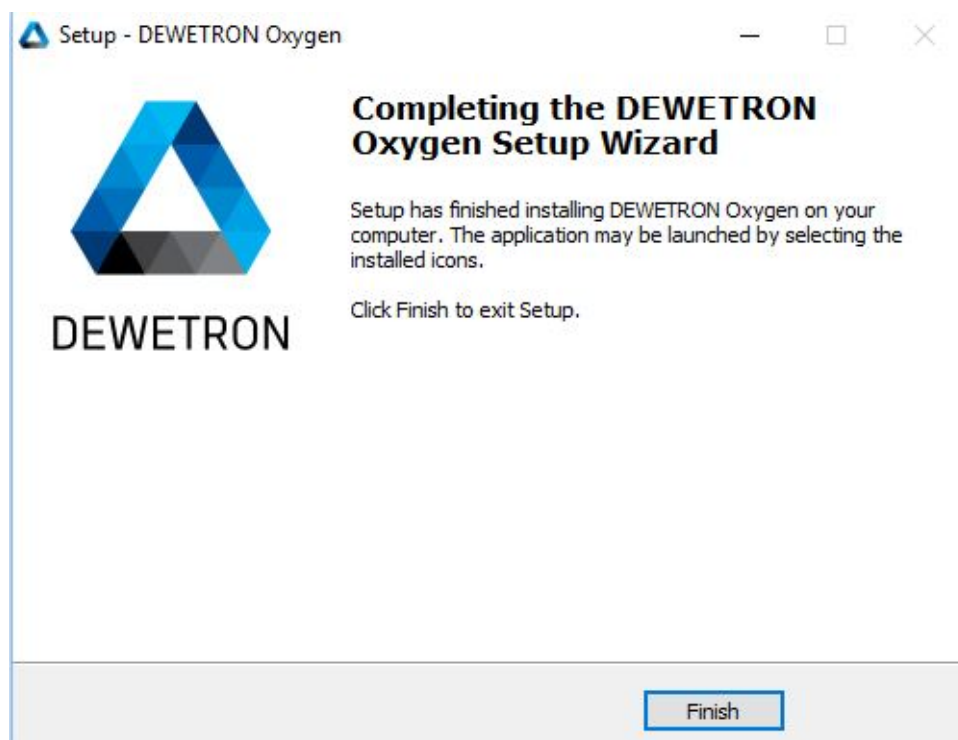 Setup - DEWETRON Oxygen
DEWETRON
Completing the DEWETRON
Oxygen Setup Wizard
Setup has finished installing DEWETRON Oxygen on your
computer. The application may be launched by selecting the
installed icons.
Click Finish to exit Setup.
Finish